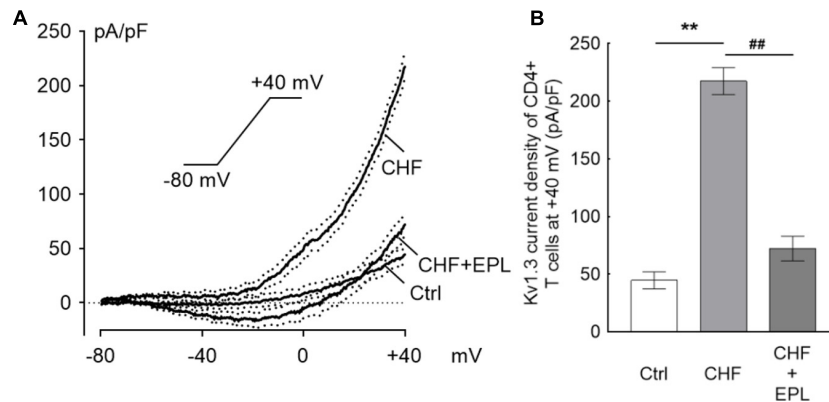 A
pA/pF
250
200
150
100
50
0
+40 mV
-80 mV
CHF
CHF+EPL
Ctrl
-80
-40
0
+40
mV
B
Kv1.3 current density of CD4+
T cells at +40 mV (pA/pF)
250
200
150
100
50
0
**
##
Ctrl
CHF
CHF
+
EPL